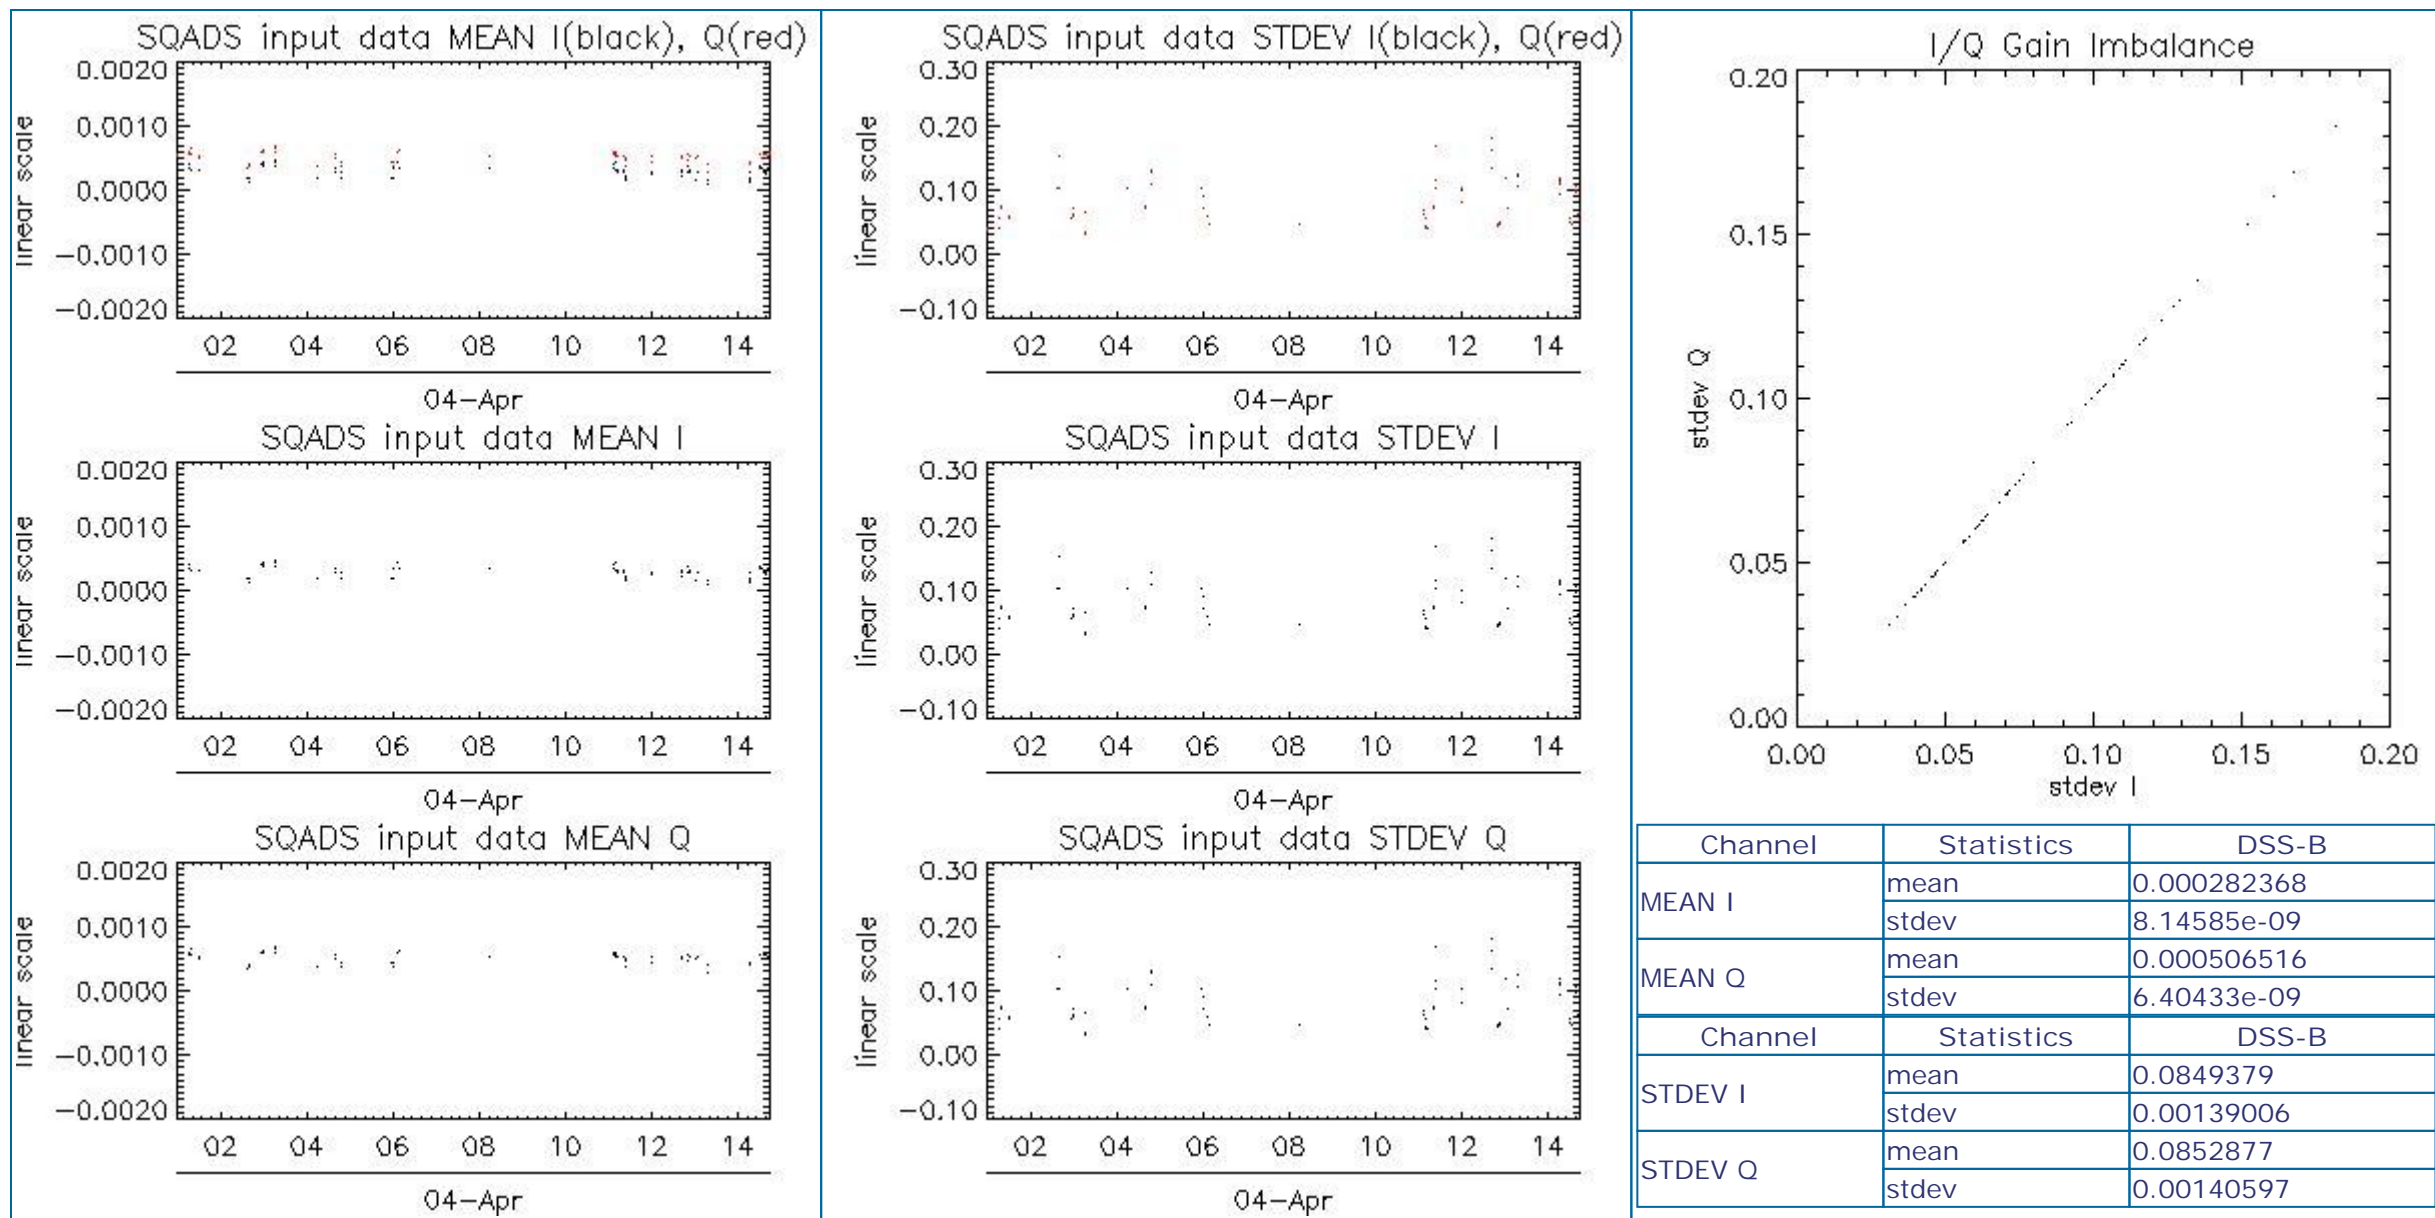 SQADS input data MEAN I(black), Q(red)
0.0020
0.0010
0.0000
−0.0010
−0.0020
linear scale
02 04 06 08 10 12 14
04−Apr
SQADS input data MEAN I
0.0020
0.0010
0.0000
−0.0010
−0.0020
linear scale
02 04 06 08 10 12 14
04−Apr
SQADS input data MEAN Q
0.0020
0.0010
0.0000
−0.0010
−0.0020
linear scale
02 04 06 08 10 12 14
04−Apr
SQADS input data STDEV I(black), Q(red)
0.30
0.20
0.10
0.00
−0.10
linear scale
02 04 06 08 10 12 14
04−Apr
SQADS input data STDEV I
0.30
0.20
0.10
0.00
−0.10
linear scale
02 04 06 08 10 12 14
04−Apr
SQADS input data STDEV Q
0.30
0.20
0.10
0.00
−0.10
linear scale
02 04 06 08 10 12 14
04−Apr
I/Q Gain Imbalance
0.20
0.15
0.10
0.05
0.00
stdev Q
0.00 0.05 0.10 0.15 0.20
stdev I
Channel Statistics DSS-B
MEAN I mean 0.000282368
stdev 8.14585e-09
MEAN Q mean 0.000506516
stdev 6.40433e-09
Channel Statistics DSS-B
STDEV I mean 0.0849379
stdev 0.00139006
STDEV Q mean 0.0852877
stdev 0.00140597